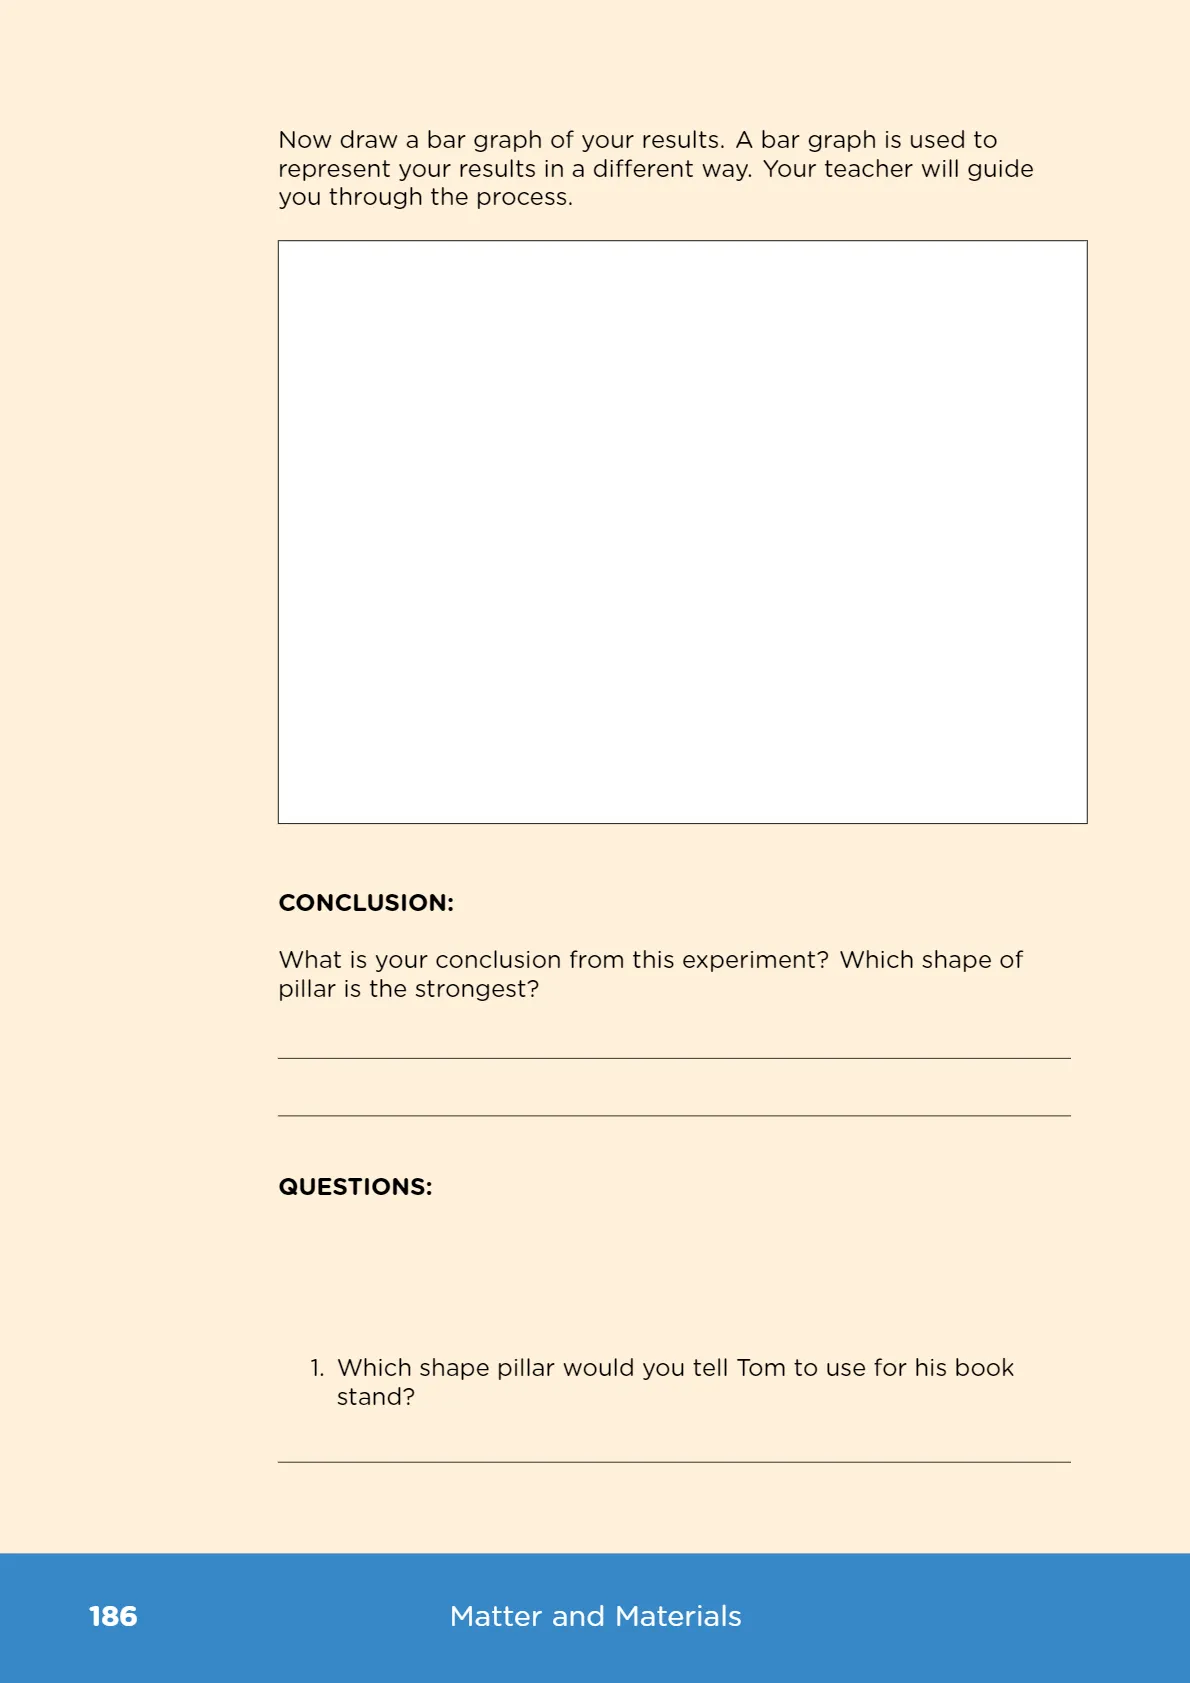 Now draw a bar graph of your results. A bar graph is used to
represent your results in a different way. Your teacher will guide
you through the process.
CONCLUSION:
What is your conclusion from this experiment? Which shape of
pillar is the strongest?
QUESTIONS:
1. Which shape pillar would you tell Tom to use for his book
stand?
186 Matter and Materials